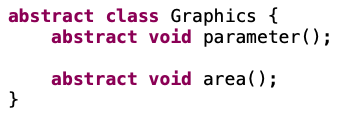 abstract class Graphics {
    abstract void parameter();

    abstract void area();
}